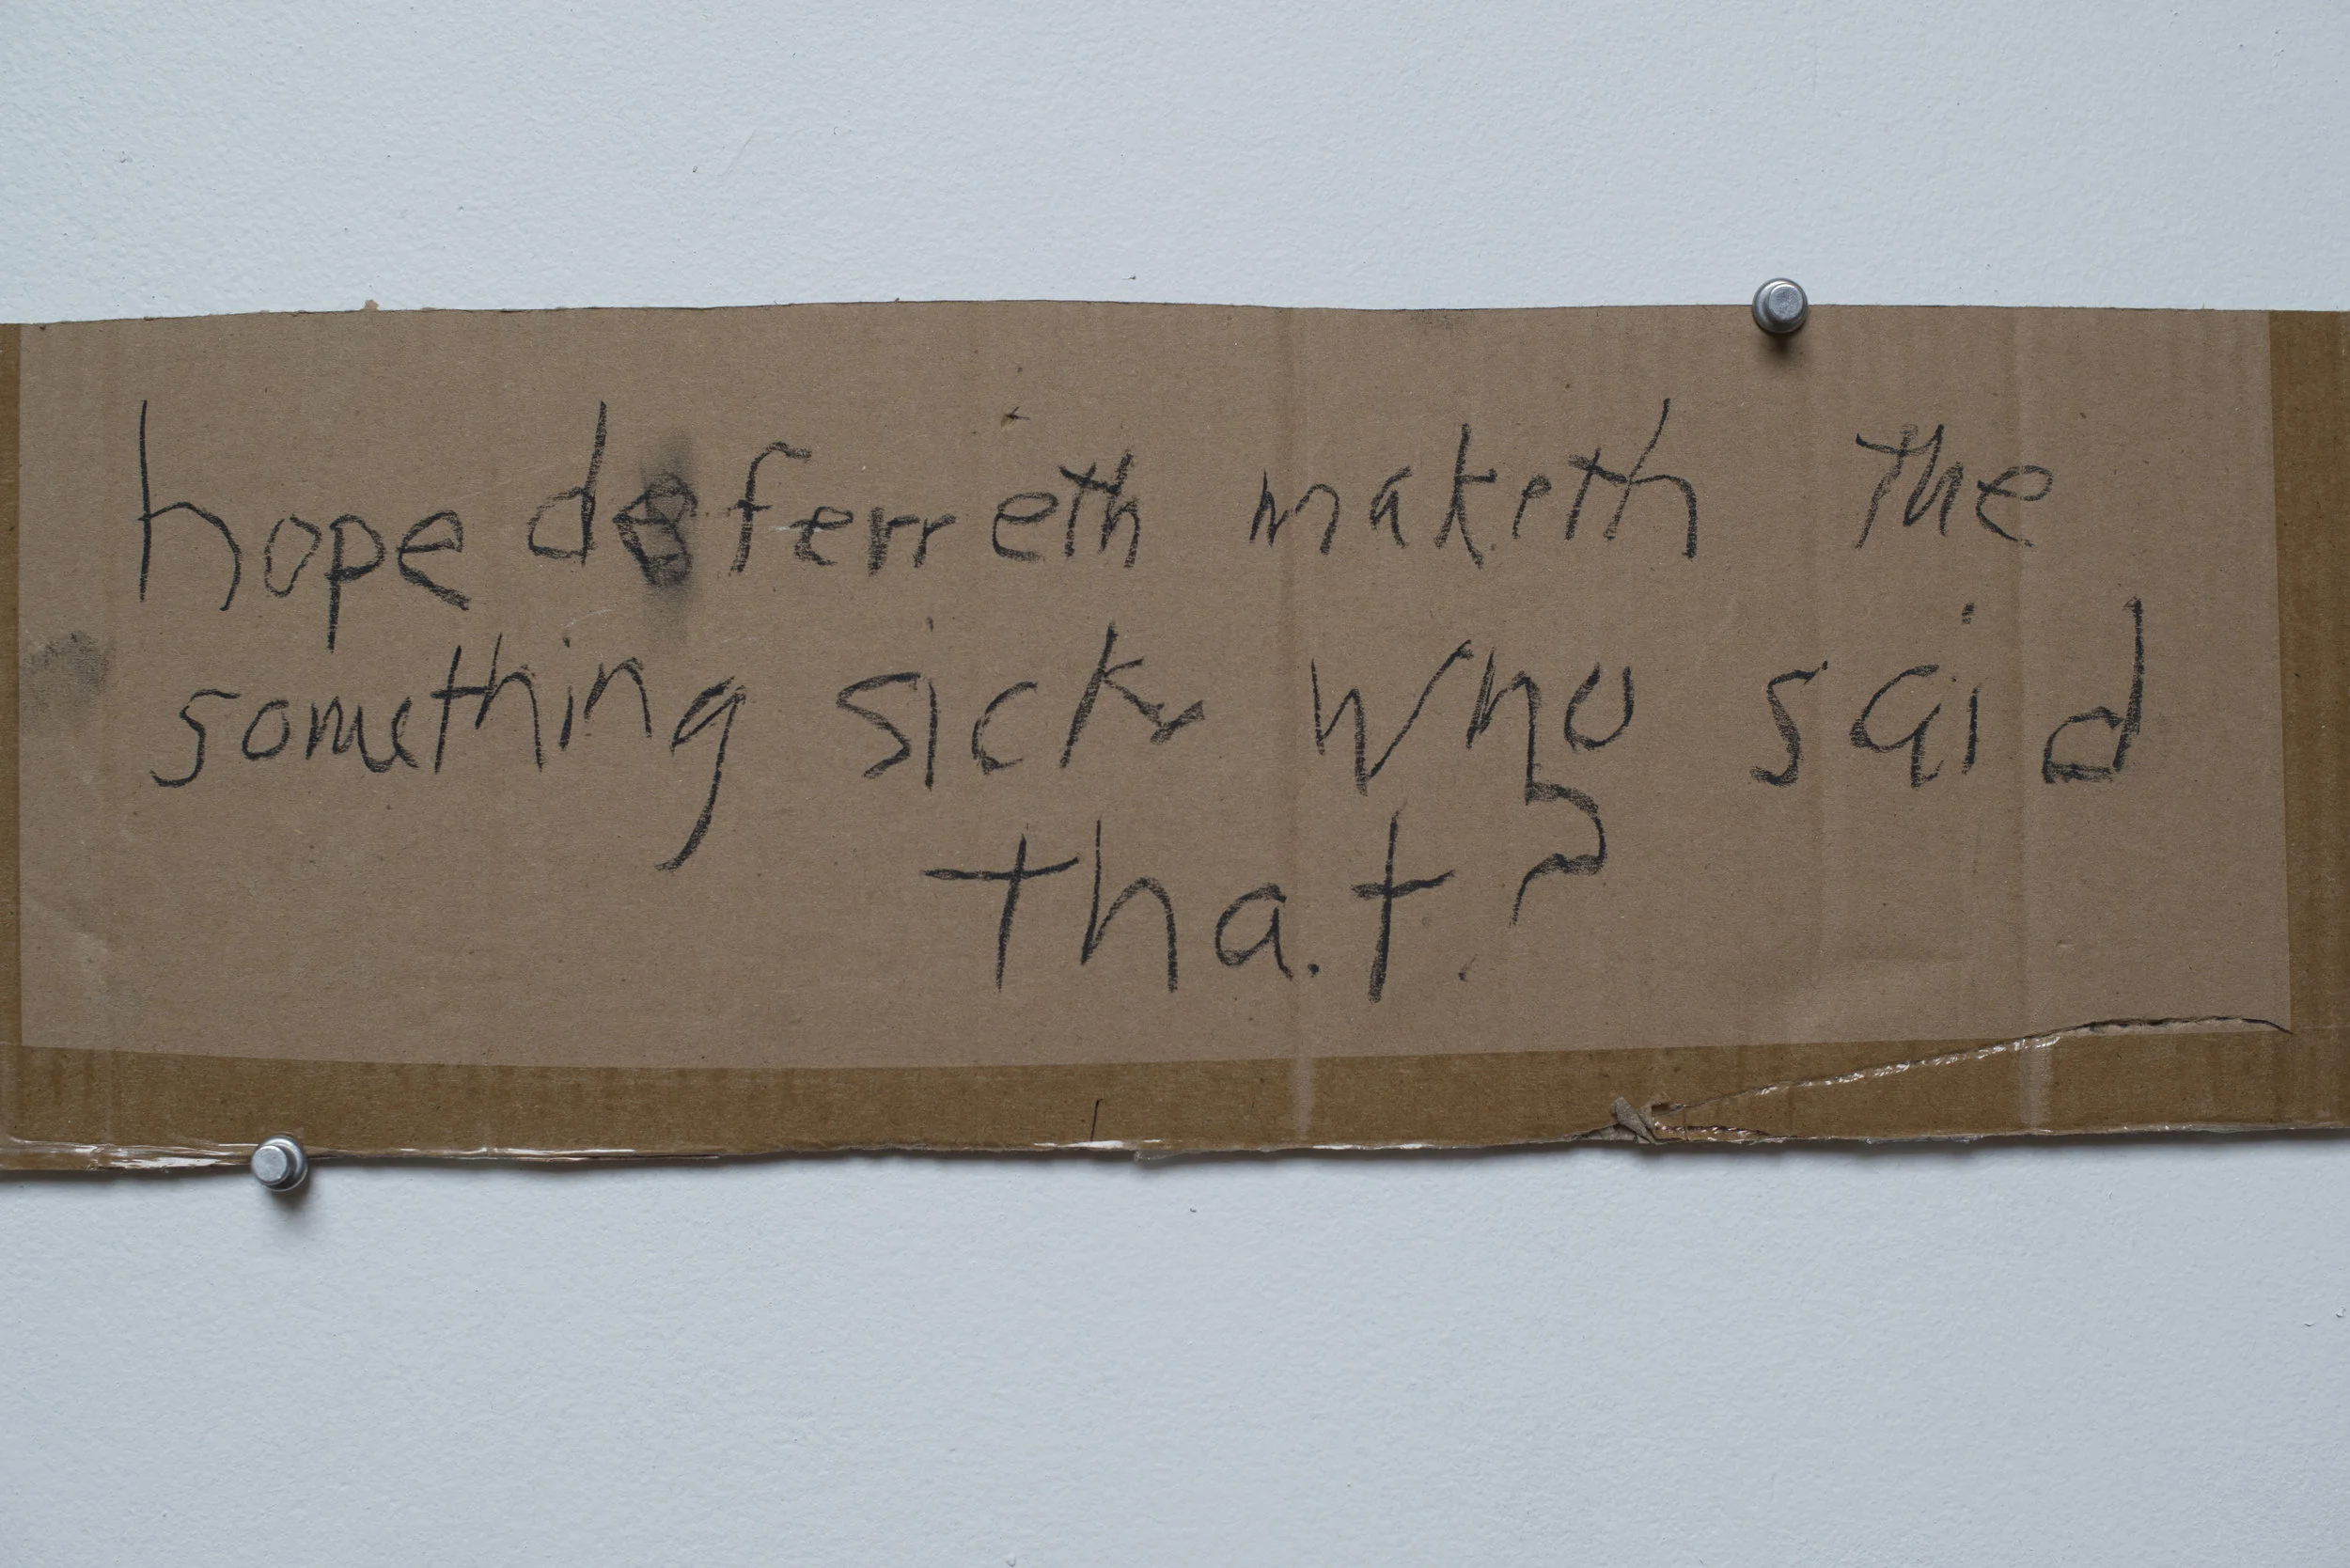 hope deferreth maketh the
something sick who said
that?